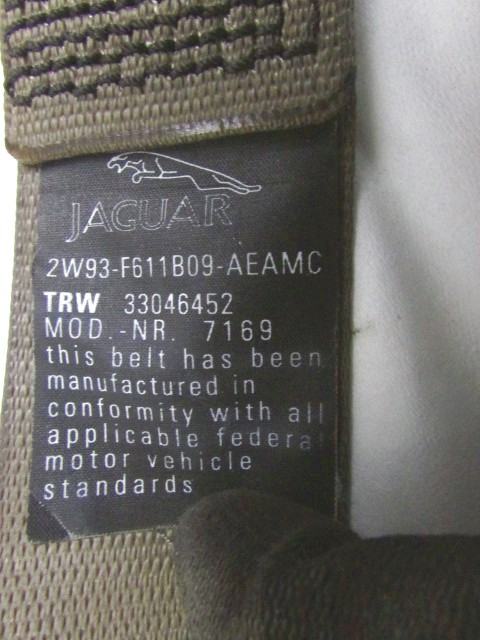 JAGUAR
2W93-F611B09-AEAMC
TRW 33046452
MOD.-NR. 7169
this belt has been
manufactured in
conformity with all
applicable federal
motor vehicle
standards